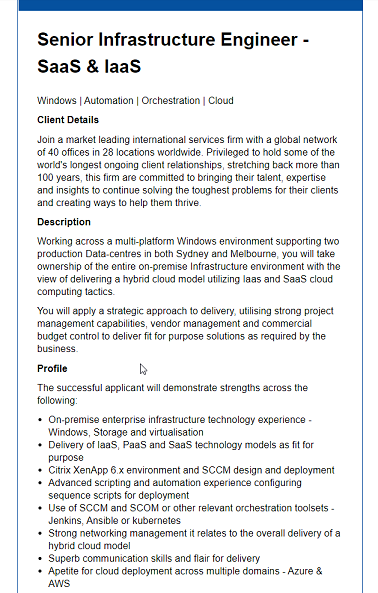 Senior Infrastructure Engineer -
SaaS & IaaS
Windows | Automation | Orchestration | Cloud
Client Details
Join a market leading international services firm with a global network
of 40 offices in 28 locations worldwide. Privileged to hold some of the
world's longest ongoing client relationships, stretching back more than
100 years, this firm are committed to bringing their talent, expertise
and insights to continue solving the toughest problems for their clients
and creating ways to help them thrive.
Description
Working across a multi-platform Windows environment supporting two
production Data-centres in both Sydney and Melbourne, you will take
ownership of the entire on-premise Infrastructure environment with the
view of delivering a hybrid cloud model utilizing Iaas and SaaS cloud
computing tactics.
You will apply a strategic approach to delivery, utilising strong project
management capabilities, vendor management and commercial
budget control to deliver fit for purpose solutions as required by the
business.
Profile
The successful applicant will demonstrate strengths across the
following:
• On-premise enterprise infrastructure technology experience -
Windows, Storage and virtualisation
• Delivery of IaaS, PaaS and SaaS technology models as fit for
purpose
• Citrix XenApp 6.x environment and SCCM design and deployment
• Advanced scripting and automation experience configuring
sequence scripts for deployment
• Use of SCCM and SCOM or other relevant orchestration toolsets -
Jenkins, Ansible or kubernetes
• Strong networking management it relates to the overall delivery of a
hybrid cloud model
• Superb communication skills and flair for delivery
• Apetite for cloud deployment across multiple domains - Azure &
AWS